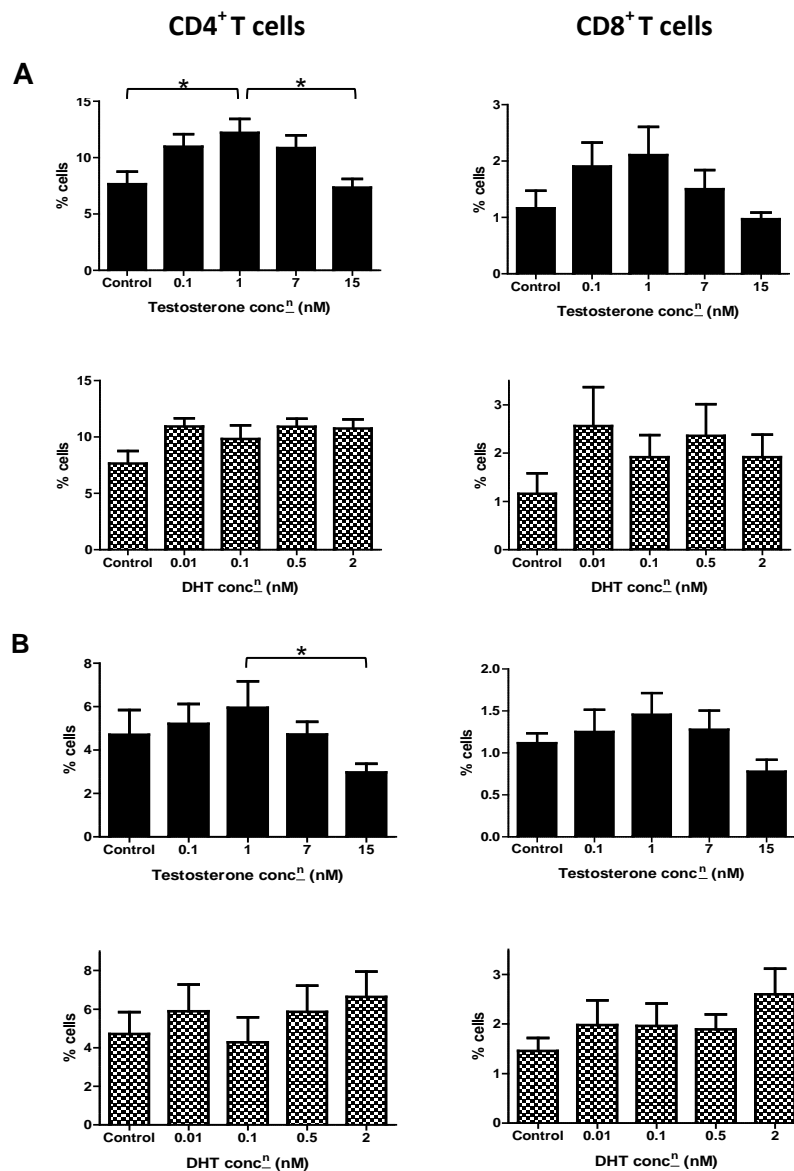 CD4+ T cells CD8+ T cells
A
*
*
15
10
5
0
% cells
Control 0.1 1 7 15
Testosterone concn (nM)
3
2
1
0
% cells
Control 0.1 1 7 15
Testosterone concn (nM)
15
10
5
0
% cells
Control 0.01 0.1 0.5 2
DHT concn (nM)
3
2
1
0
% cells
Control 0.01 0.1 0.5 2
DHT concn (nM)
B
*
8
6
4
2
0
% cells
Control 0.1 1 7 15
Testosterone concn (nM)
2.0
1.5
1.0
0.5
0.0
% cells
Control 0.1 1 7 15
Testosterone concn (nM)
8
6
4
2
0
% cells
Control 0.01 0.1 0.5 2
DHT concn (nM)
3
2
1
0
% cells
Control 0.01 0.1 0.5 2
DHT concn (nM)